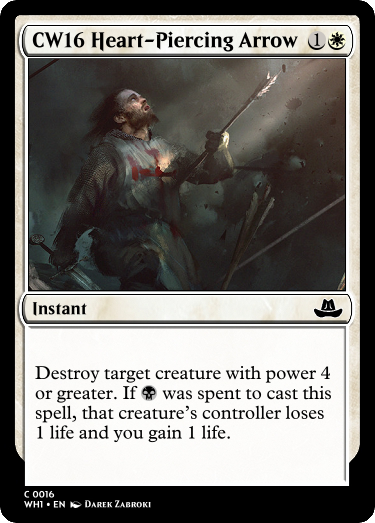 CW16 Heart-Piercing Arrow 1
Instant
Destroy target creature with power 4
or greater. If was spent to cast this
spell, that creature's controller loses
1 life and you gain 1 life.
C 0016
WH1 • EN DAREK ZABROKI